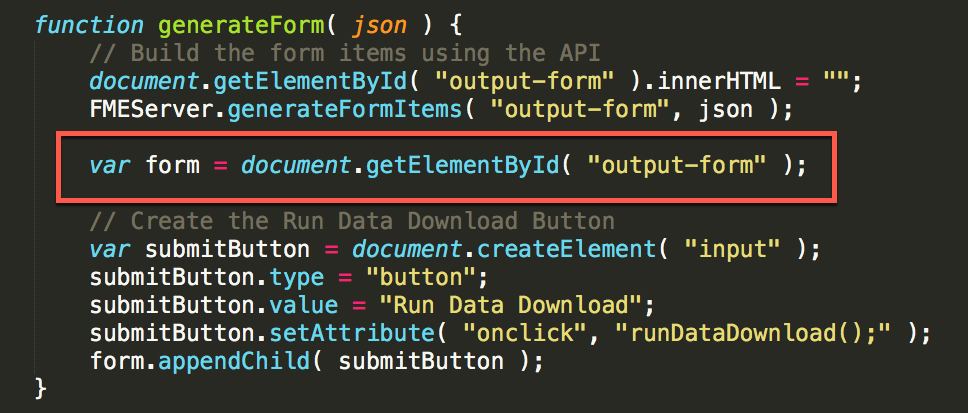 function generateForm( json ) {
// Build the form items using the API
document.getElementById( "output-form" ).innerHTML = "";
FMEServer.generateFormItems( "output-form", json );
var form = document.getElementById( "output-form" );
// Create the Run Data Download Button
var submitButton = document.createElement( "input" );
submitButton.type = "button";
submitButton.value = "Run Data Download";
submitButton.setAttribute( "onclick", "runDataDownload();" );
form.appendChild( submitButton );
}